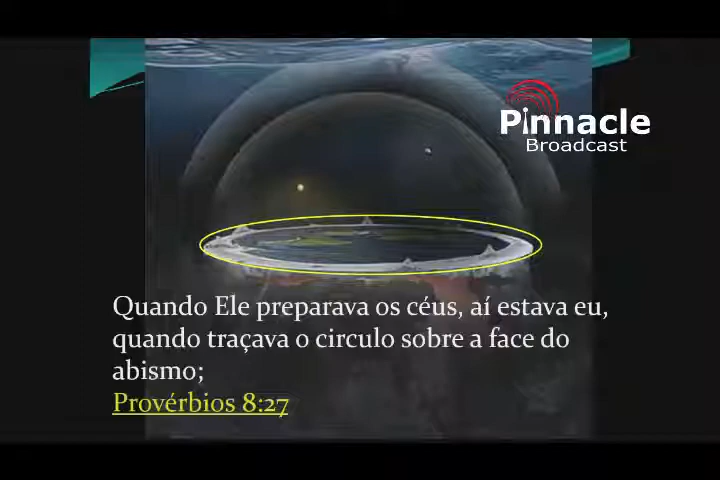 Pinnacle
Broadcast
Quando Ele preparava os céus, aí estava eu,
quando traçava o circulo sobre a face do
abismo;
Provérbios 8:27